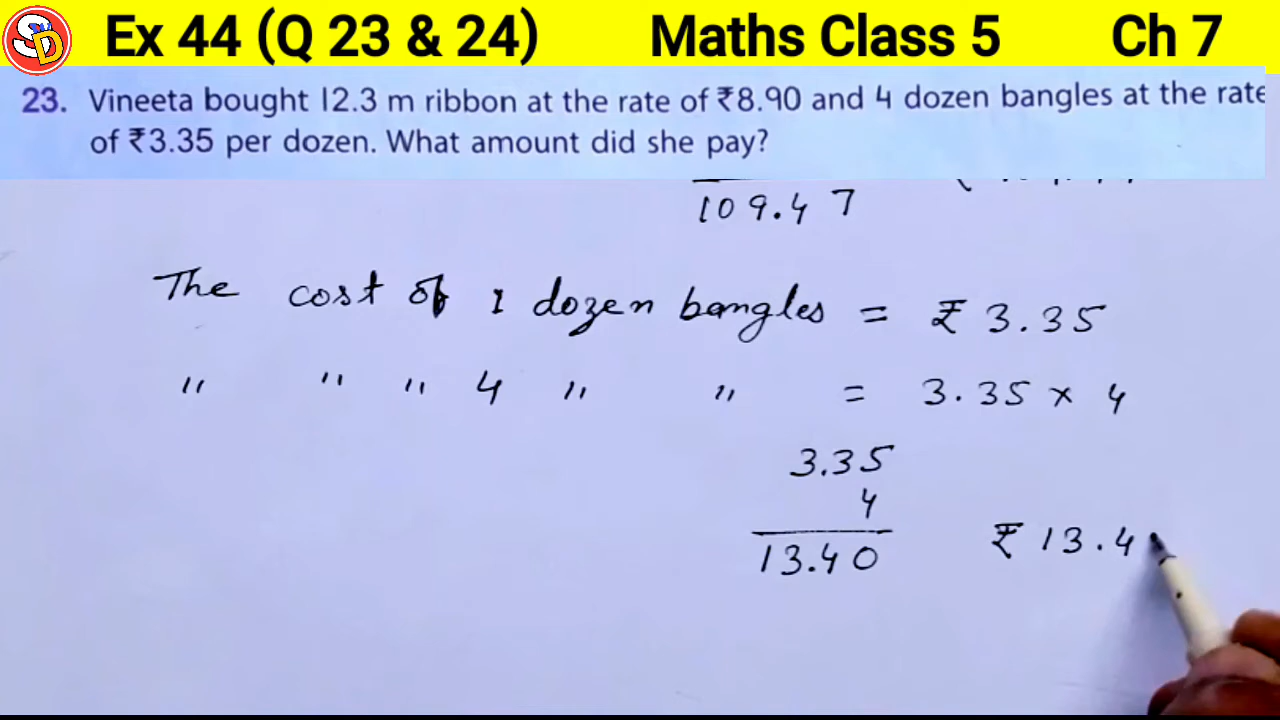 SD Ex 44 (Q 23 & 24) Maths Class 5 Ch 7
23. Vineeta bought 12.3 m ribbon at the rate of ₹8.90 and 4 dozen bangles at the rate
of ₹3.35 per dozen. What amount did she pay?
109.47
The cost of 1 dozen bangles = ₹ 3.35
" " " 4 " " = 3.35 × 4
3.35
4
13.40 ₹ 13.4